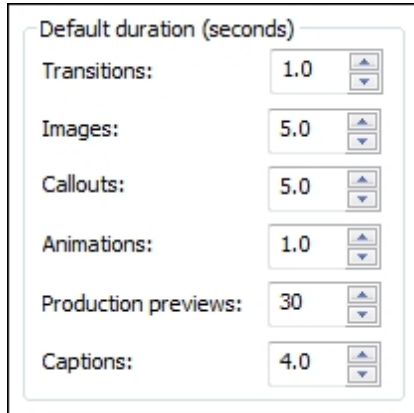 Default duration (seconds)
Transitions: 1.0
Images: 5.0
Callouts: 5.0
Animations: 1.0
Production previews: 30
Captions: 4.0